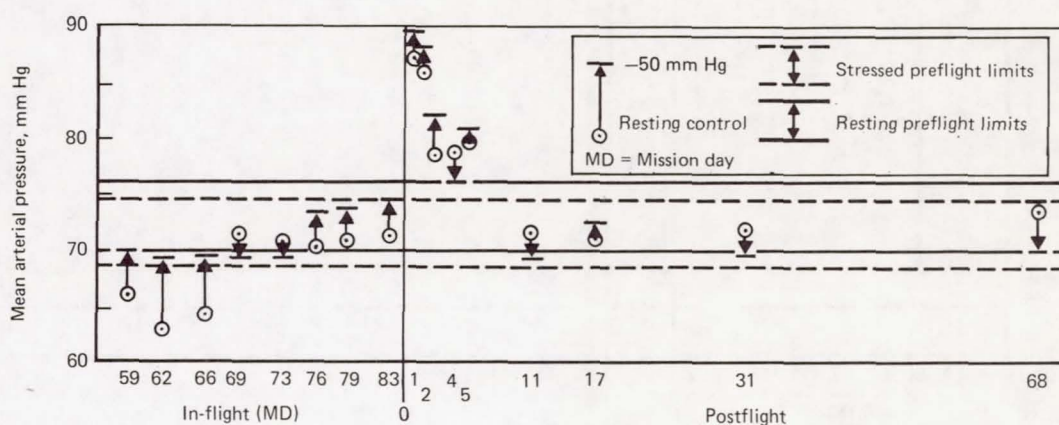 90
80
70
60
Mean arterial pressure, mm Hg
−50 mm Hg
Resting control
MD = Mission day
Stressed preflight limits
Resting preflight limits
59 62 66 69 73 76 79 83 1 4 11 17 31 68
2 5
In-flight (MD) 0 Postflight